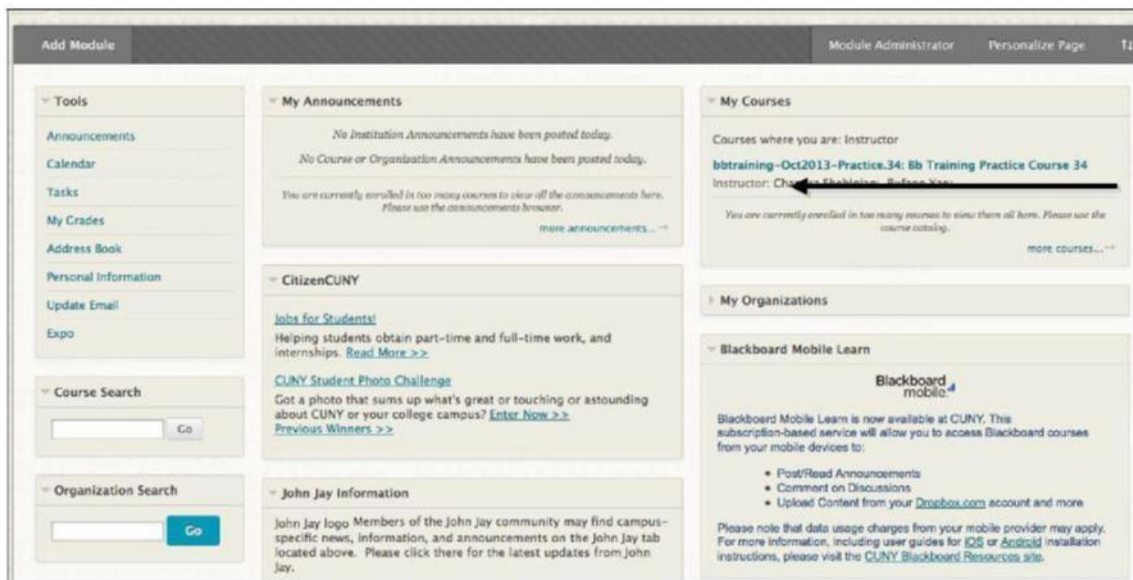 Add Module
Module Administrator
Personalize Page
Tools
Announcements
Calendar
Tasks
My Grades
Address Book
Personal Information
Update Email
Expo
Course Search
Go
Organization Search
Go
My Announcements
No Institution Announcements have been posted today.
No Course or Organization Announcements have been posted today.
You are currently enrolled in too many courses to view all the announcements here.
Please use the announcements browser.
more announcements...
CitizenCUNY
Jobs for Students!
Helping students obtain part-time and full-time work, and
internships. Read More >>
CUNY Student Photo Challenge
Got a photo that sums up what's great or touching or astounding
about CUNY or your college campus? Enter Now >>
Previous Winners >>
John Jay Information
John Jay logo Members of the John Jay community may find campus-
specific news, information, and announcements on the John Jay tab
located above. Please click there for the latest updates from John
Jay.
My Courses
Courses where you are: Instructor
bbtraining-Oct2013-Practice.34: Bb Training Practice Course 34
Instructor:
You are currently enrolled in too many courses to view them all here. Please use the
course catalog.
more courses...
My Organizations
Blackboard Mobile Learn
Blackboard
mobile
Blackboard Mobile Learn is now available at CUNY. This
subscription-based service will allow you to access Blackboard courses
from your mobile devices to:
• Post/Read Announcements
• Comment on Discussions
• Upload Content from your Dropbox.com account and more
Please note that data usage charges from your mobile provider may apply.
For more information, including user guides for iOS or Android installation
instructions, please visit the CUNY Blackboard Resources site.